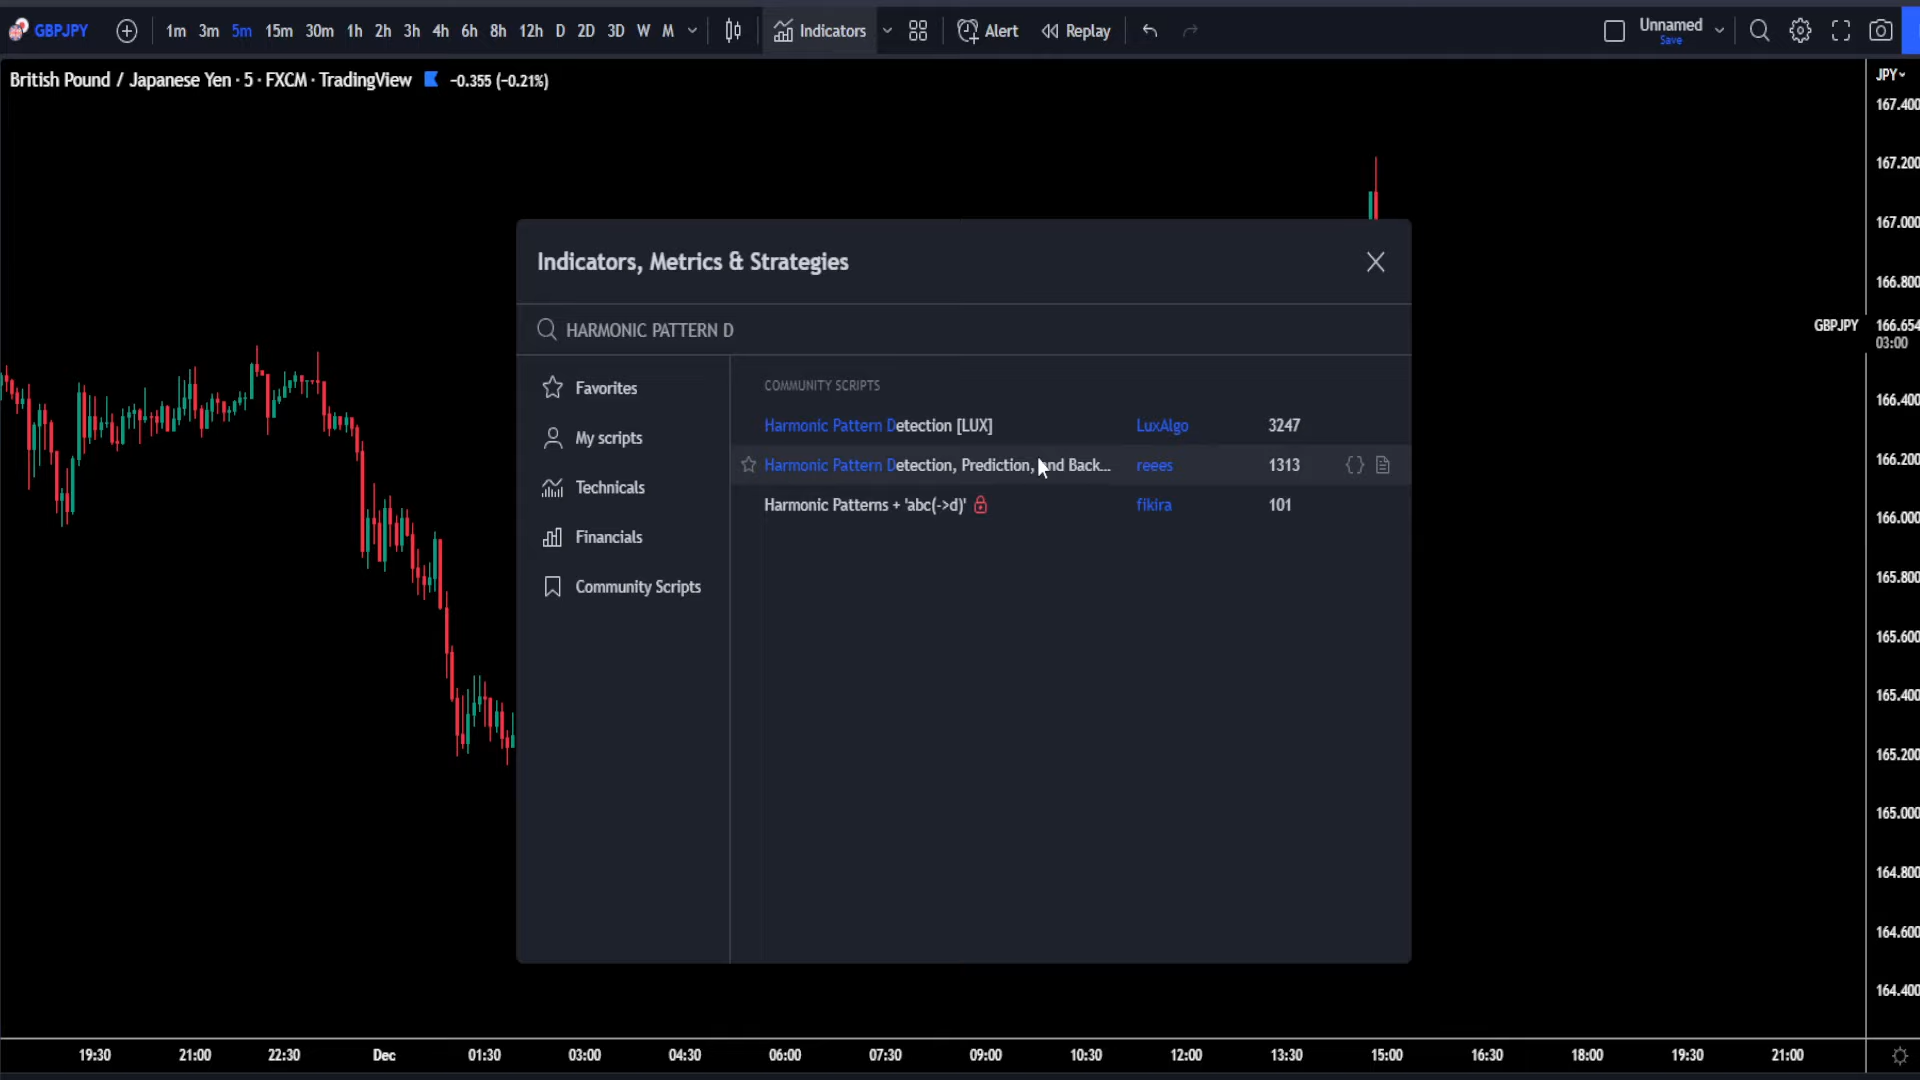 GBPJPY 1m 3m 5m 15m 30m 1h 2h 3h 4h 6h 8h 12h D 2D 3D W M Indicators Alert Replay Unnamed
Save
British Pound / Japanese Yen · 5 · FXCM · TradingView −0.355 (−0.21%)
JPY
167.400
167.200
167.000
166.800
GBPJPY 166.654
03:00
166.400
166.200
166.000
165.800
165.600
165.400
165.200
165.000
164.800
164.600
164.400
Indicators, Metrics & Strategies
HARMONIC PATTERN D
Favorites
My scripts
Technicals
Financials
Community Scripts
COMMUNITY SCRIPTS
Harmonic Pattern Detection [LUX] LuxAlgo 3247
Harmonic Pattern Detection, Prediction, and Back... reees 1313
Harmonic Patterns + 'abc(->d)' fikira 101
19:30 21:00 22:30 Dec 01:30 03:00 04:30 06:00 07:30 09:00 10:30 12:00 13:30 15:00 16:30 18:00 19:30 21:00